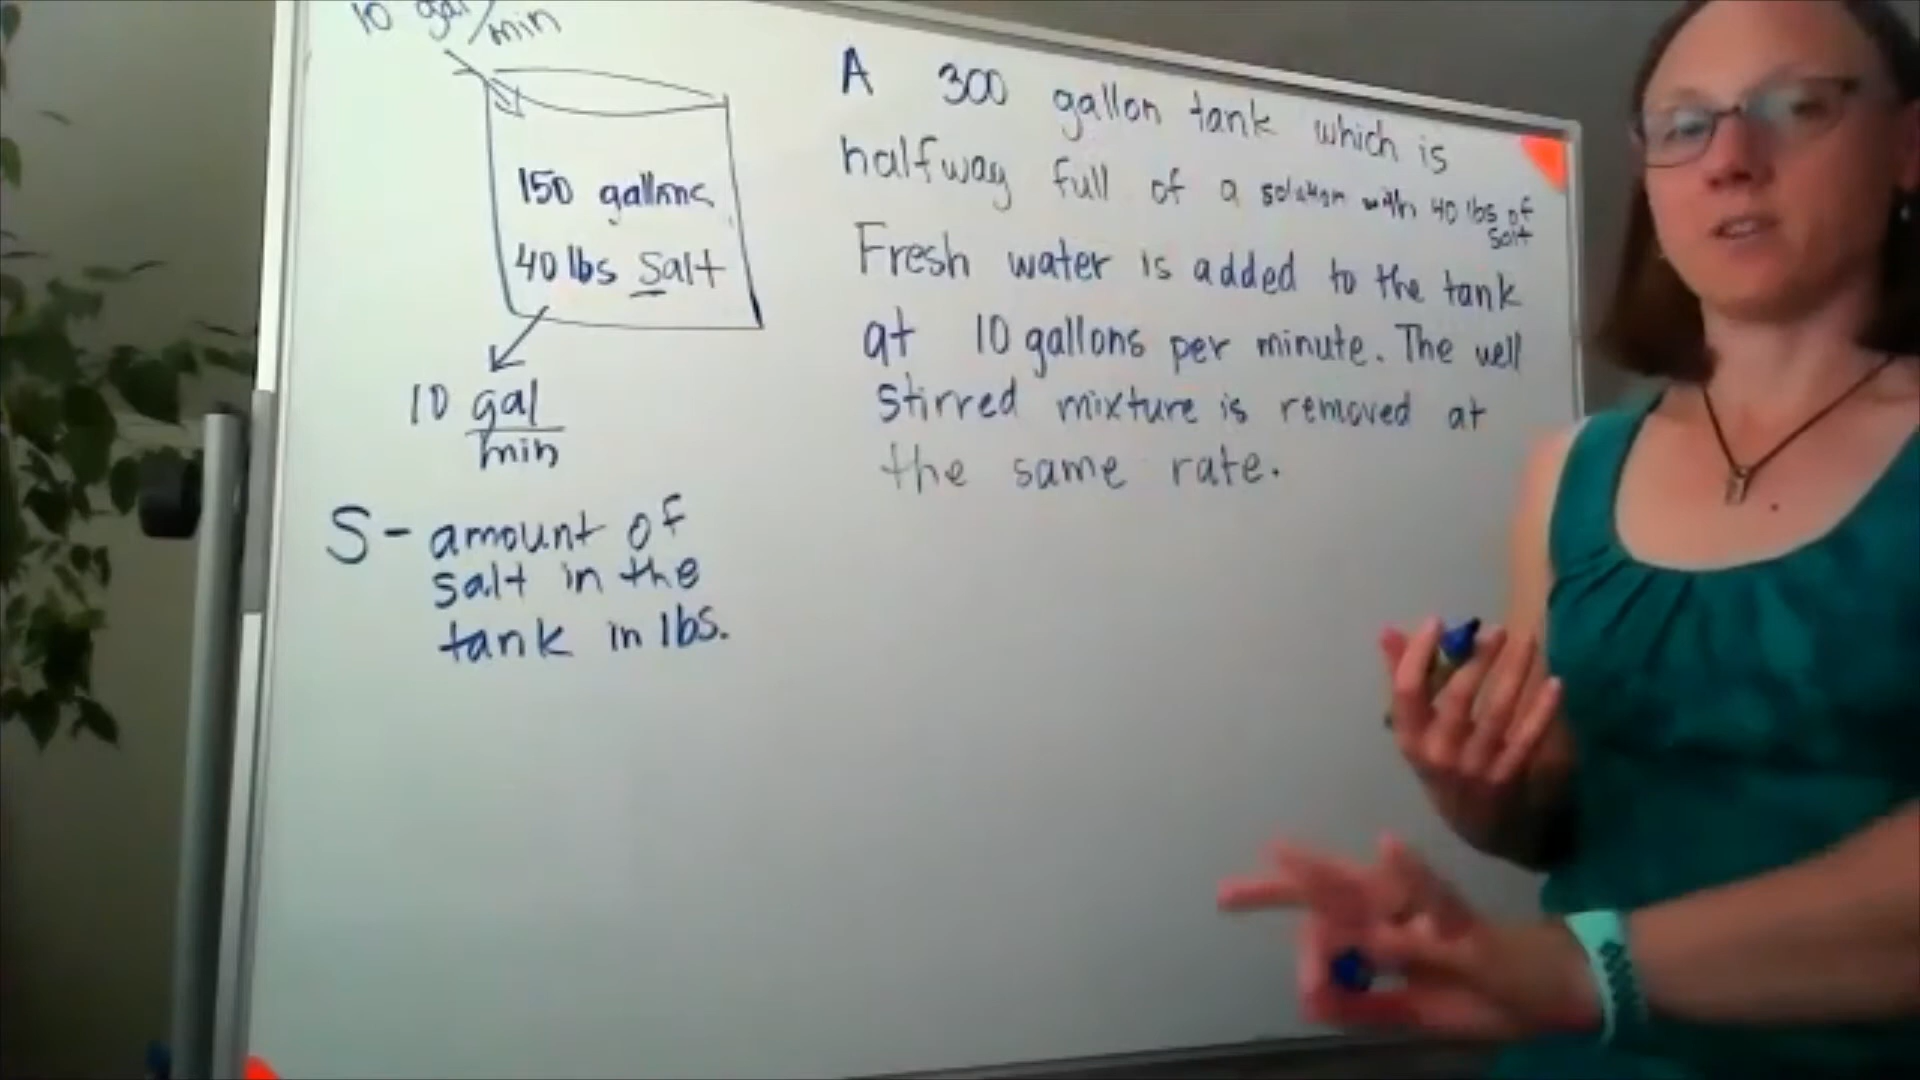 10 gal/min
150 gallons
40 lbs Salt
10 gal
min
S - amount of
salt in the
tank in lbs.
A 300 gallon tank which is
halfway full of a solution with 40 lbs of
salt
Fresh water is added to the tank
at 10 gallons per minute. The well
stirred mixture is removed at
the same rate.